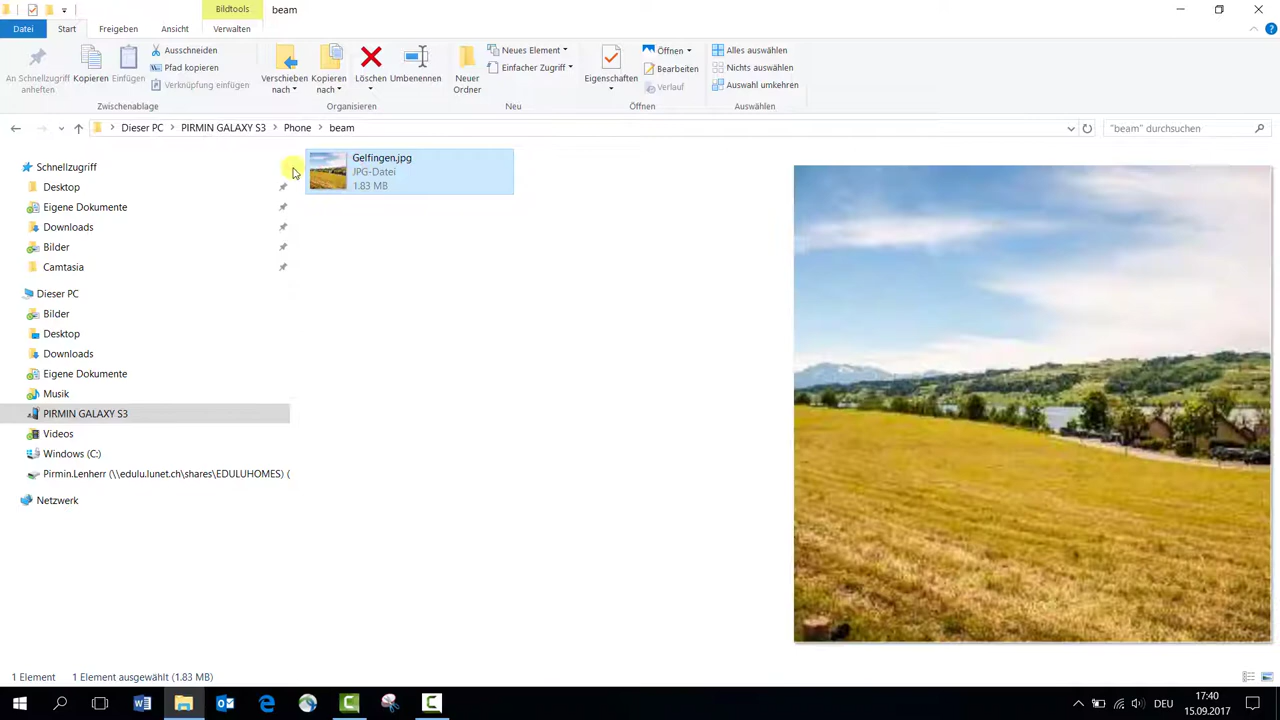 Bildtools
beam
Datei
Start
Freigeben
Ansicht
Verwalten
An Schnellzugriff anheften
Kopieren
Einfügen
Ausschneiden
Pfad kopieren
Verknüpfung einfügen
Zwischenablage
Verschieben nach
Kopieren nach
Löschen
Umbenennen
Organisieren
Neuer Ordner
Neues Element
Einfacher Zugriff
Neu
Eigenschaften
Öffnen
Bearbeiten
Verlauf
Öffnen
Alles auswählen
Nichts auswählen
Auswahl umkehren
Auswählen
Dieser PC
PIRMIN GALAXY S3
Phone
beam
"beam" durchsuchen
Schnellzugriff
Desktop
Eigene Dokumente
Downloads
Bilder
Camtasia
Dieser PC
Bilder
Desktop
Downloads
Eigene Dokumente
Musik
PIRMIN GALAXY S3
Videos
Windows (C:)
Pirmin.Lenherr (\\edulu.lunet.ch\shares\EDULUHOMES) (
Netzwerk
Gelfingen.jpg
JPG-Datei
1.83 MB
1 Element
1 Element ausgewählt (1.83 MB)
DEU
17:40
15.09.2017